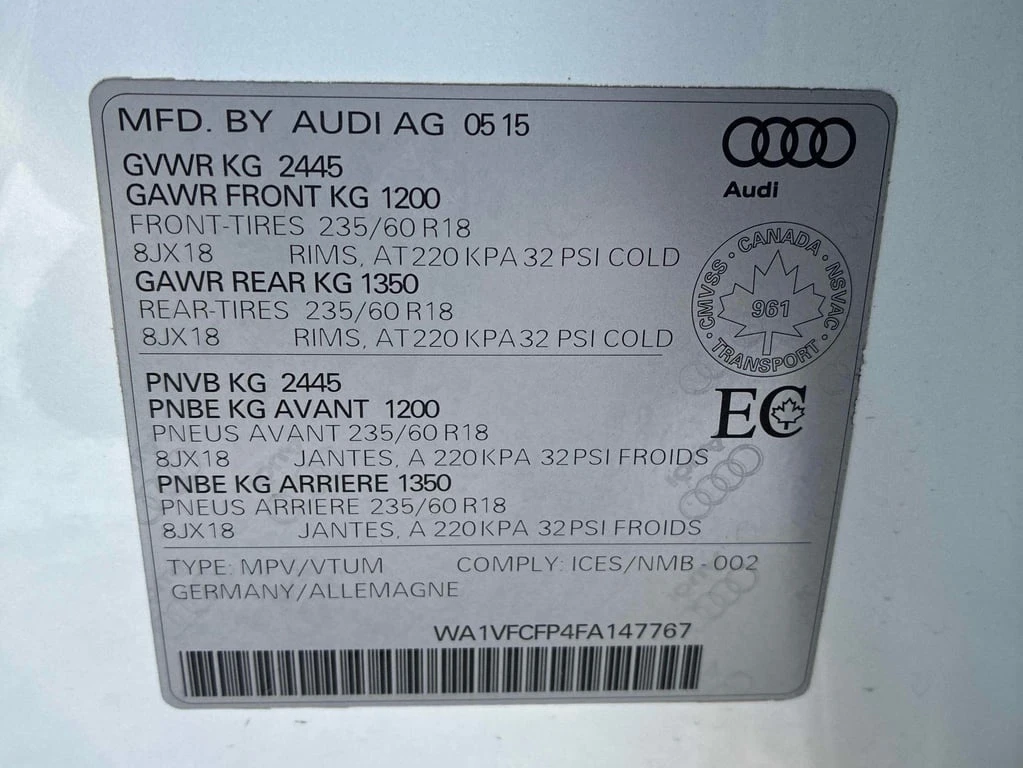 MFD. BY AUDI AG 05 15
GVWR KG 2445
GAWR FRONT KG 1200
FRONT-TIRES 235/60 R18
8JX18 RIMS, AT 220 KPA 32 PSI COLD
GAWR REAR KG 1350
REAR-TIRES 235/60 R18
8JX18 RIMS, AT 220 KPA 32 PSI COLD
Audi
CMVSS · CANADA · NSVAC · TRANSPORT ·
961
PNVB KG 2445
PNBE KG AVANT 1200
PNEUS AVANT 235/60 R18
8JX18 JANTES, A 220 KPA 32PSI FROIDS
PNBE KG ARRIERE 1350
PNEUS ARRIERE 235/60 R18
8JX18 JANTES, A 220 KPA 32PSI FROIDS
EC
TYPE: MPV/VTUM COMPLY: ICES/NMB - 002
GERMANY/ALLEMAGNE
WA1VFCFP4FA147767